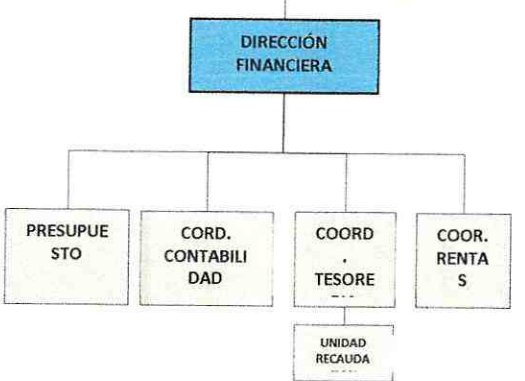 DIRECCIÓN
FINANCIERA
PRESUPUE
STO
CORD.
CONTABILI
DAD
COORD
.
TESORE
COOR.
RENTA
S
UNIDAD
RECAUDA